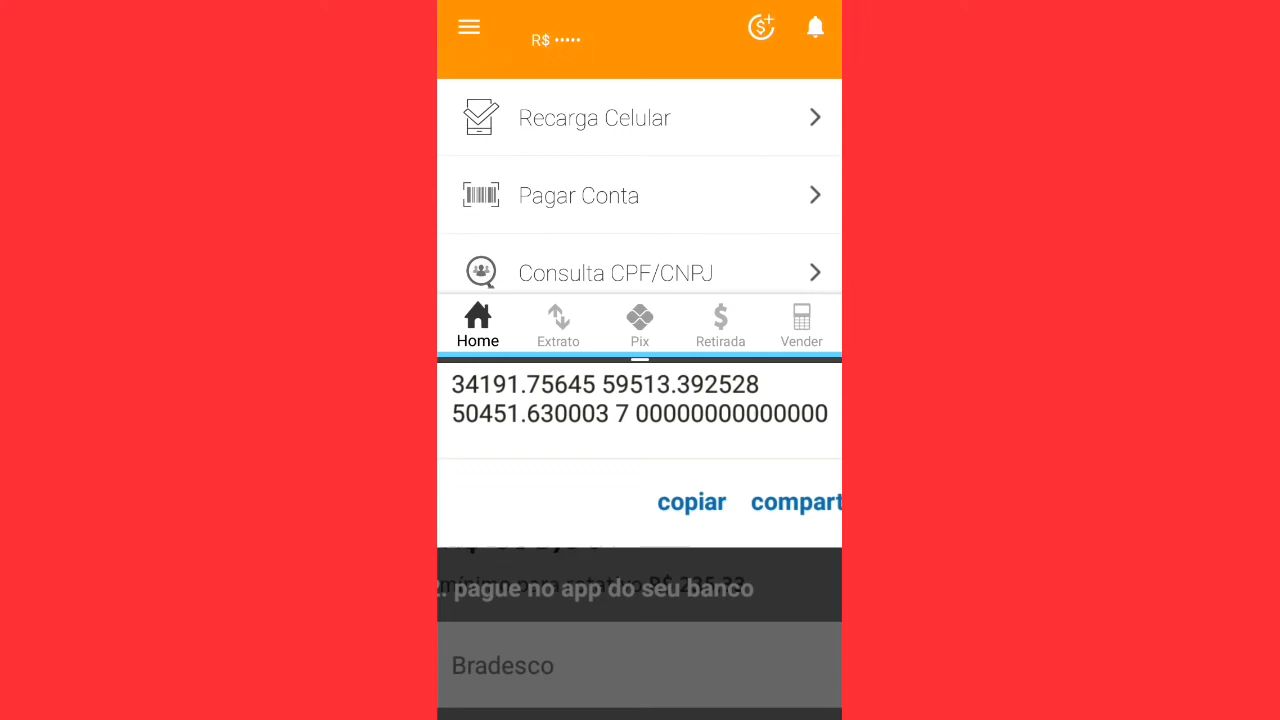 R$ •••••
Recarga Celular
Pagar Conta
Consulta CPF/CNPJ
Home Extrato Pix Retirada Vender
34191.75645 59513.392528
50451.630003 7 00000000000000
copiar compart
pague no app do seu banco
Bradesco